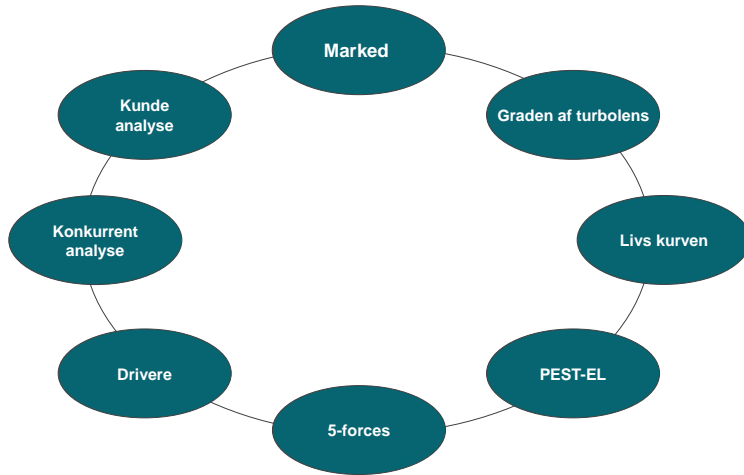 Marked
Graden af turbolens
Livs kurven
PEST-EL
5-forces
Drivere
Konkurrent
analyse
Kunde
analyse